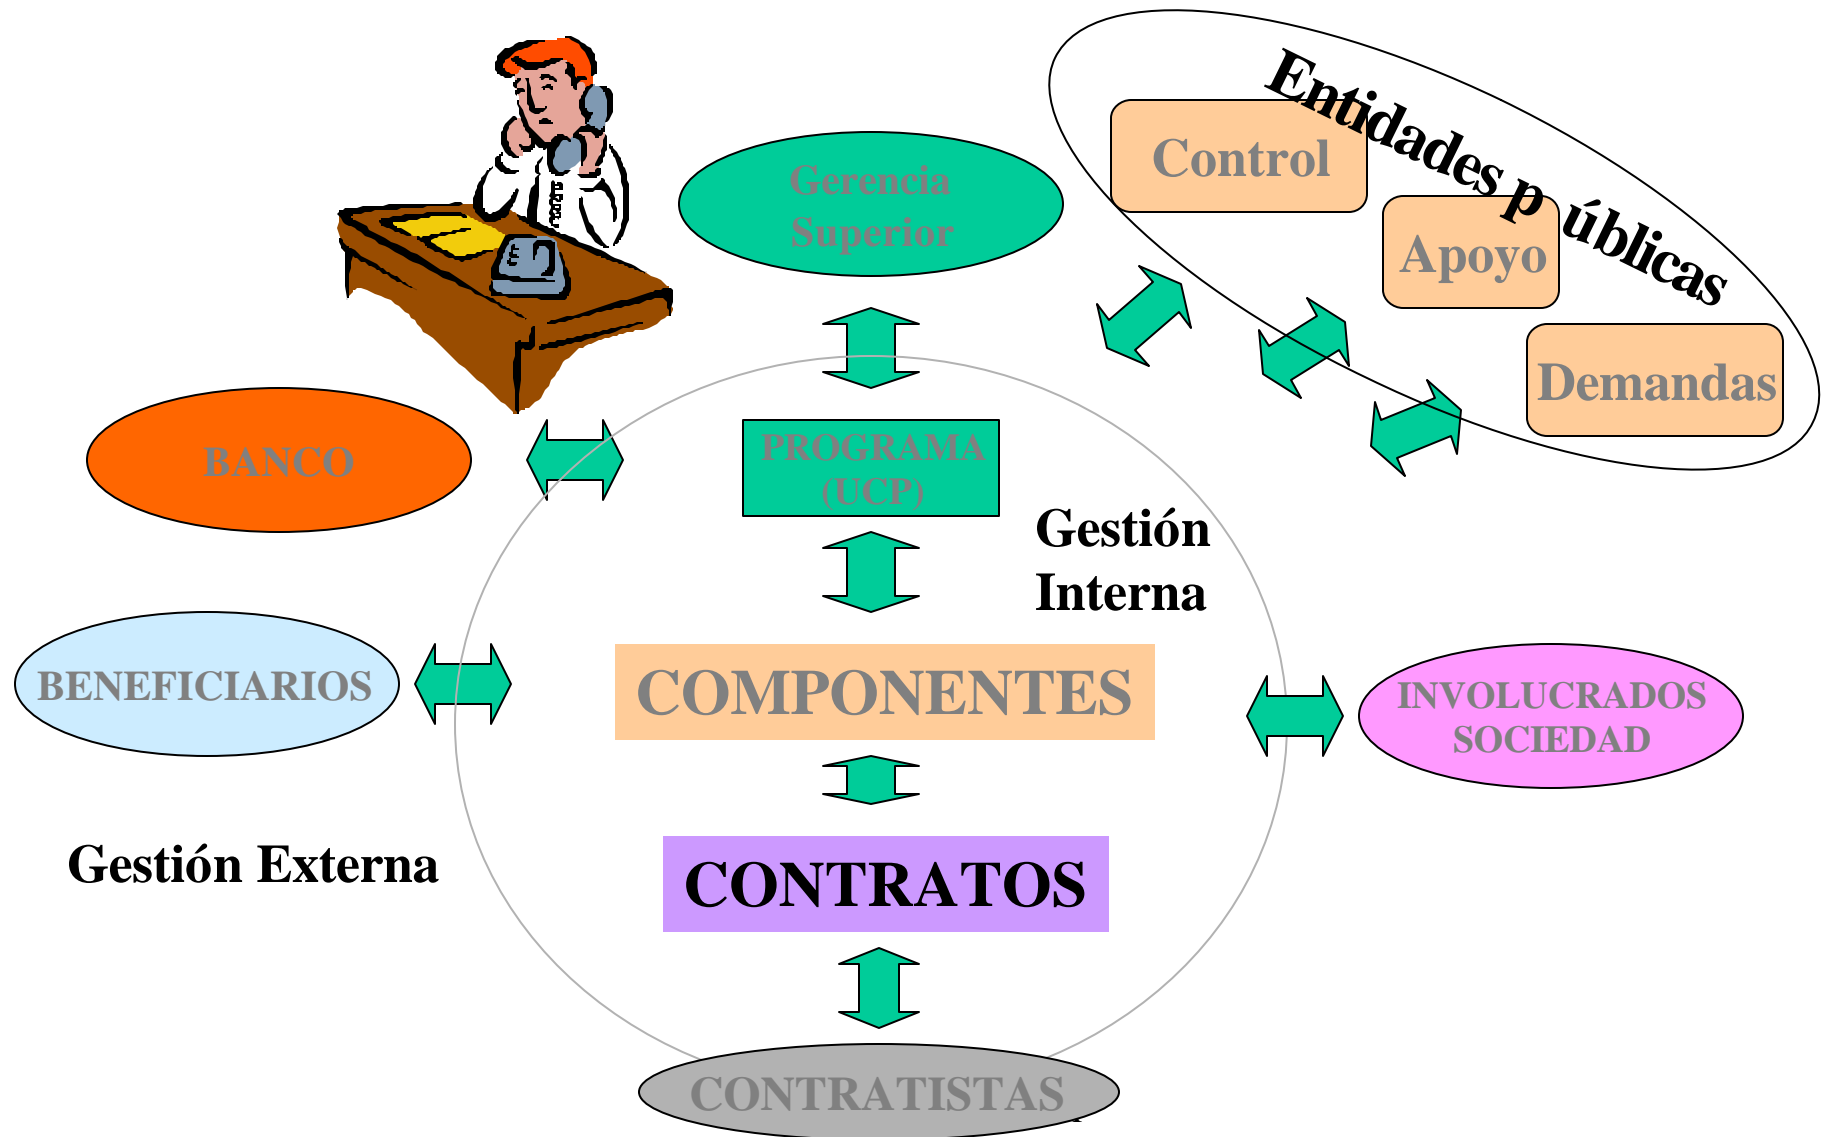 Entidades p úblicas
Control
Gerencia
Superior
Apoyo
Demandas
BANCO
PROGRAMA
(UCP)
Gestión
Interna
BENEFICIARIOS
COMPONENTES
INVOLUCRADOS
SOCIEDAD
Gestión Externa
CONTRATOS
CONTRATISTAS